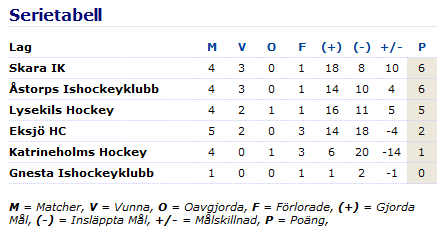 Serietabell
Lag M V O F (+) (-) +/- P
Skara IK 4 3 0 1 18 8 10 6
Åstorps Ishockeyklubb 4 3 0 1 14 10 4 6
Lysekils Hockey 4 2 1 1 16 11 5 5
Eksjö HC 5 2 0 3 14 18 -4 2
Katrineholms Hockey 4 0 1 3 6 20 -14 1
Gnesta Ishockeyklubb 1 0 0 1 1 2 -1 0
M = Matcher, V = Vunna, O = Oavgjorda, F = Förlorade, (+) = Gjorda
Mål, (-) = Insläppta Mål, +/- = Målskillnad, P = Poäng,